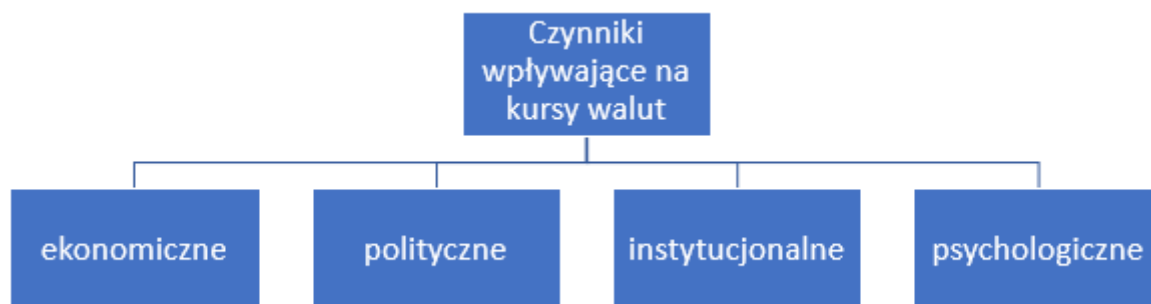 Czynniki
wpływające na
kursy walut
ekonomiczne
polityczne
instytucjonalne
psychologiczne